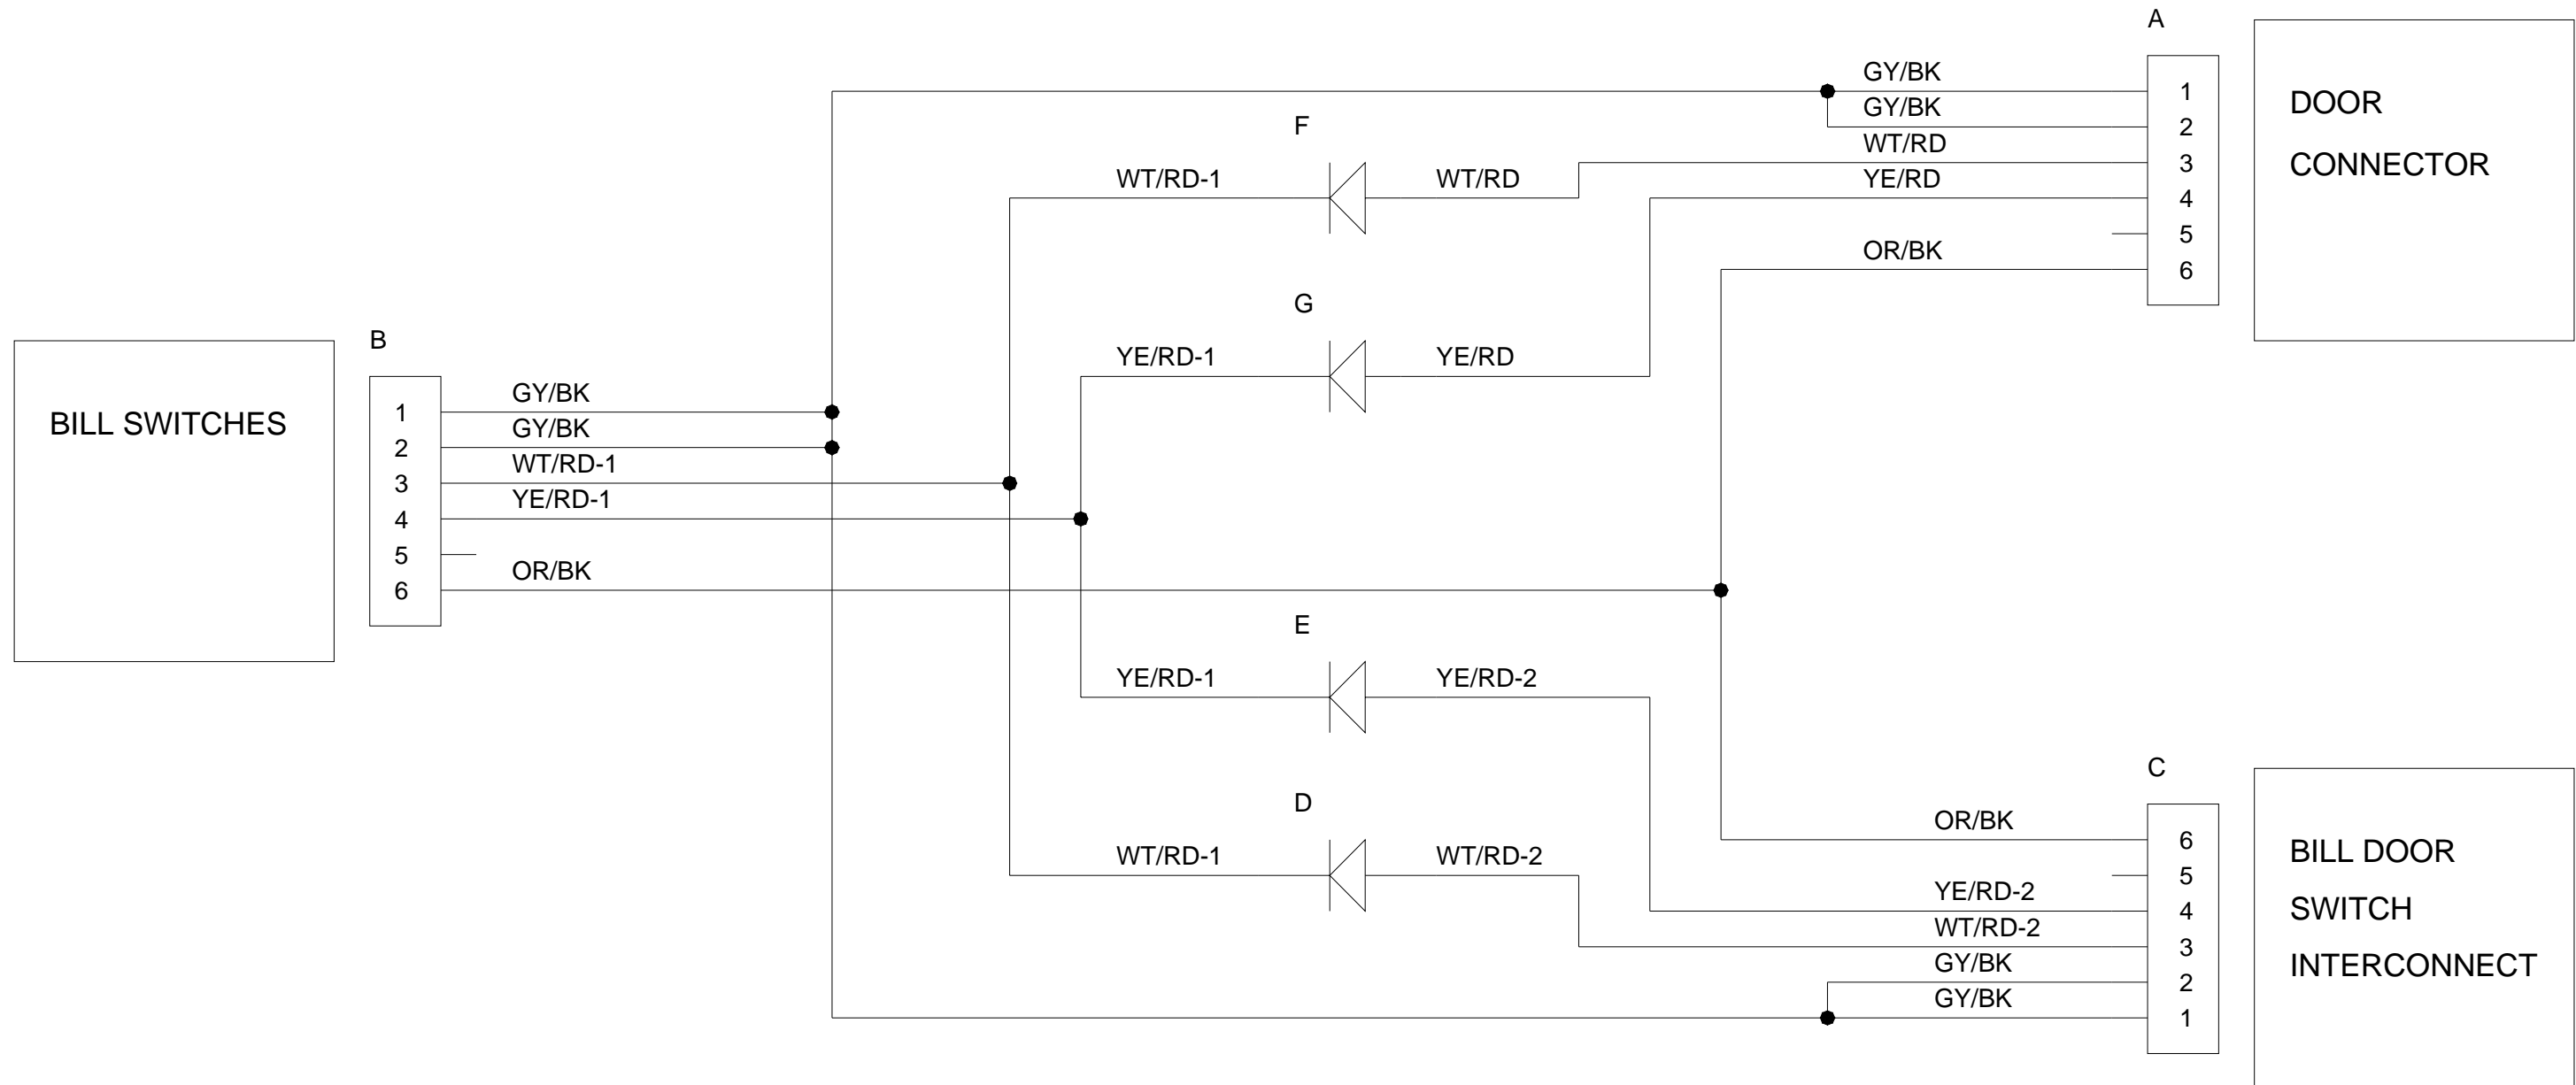 A
GY/BK
1
DOOR
GY/BK
2
F
WT/RD
3
CONNECTOR
WT/RD-1
WT/RD
YE/RD
4
5
OR/BK
6
G
B
YE/RD-1
YE/RD
BILL SWITCHES
GY/BK
1
GY/BK
2
WT/RD-1
3
YE/RD-1
4
5
OR/BK
6
E
YE/RD-1
YE/RD-2
C
D
OR/BK
6
BILL DOOR
WT/RD-1
WT/RD-2
5
YE/RD-2
4
SWITCH
WT/RD-2
3
GY/BK
2
INTERCONNECT
GY/BK
1